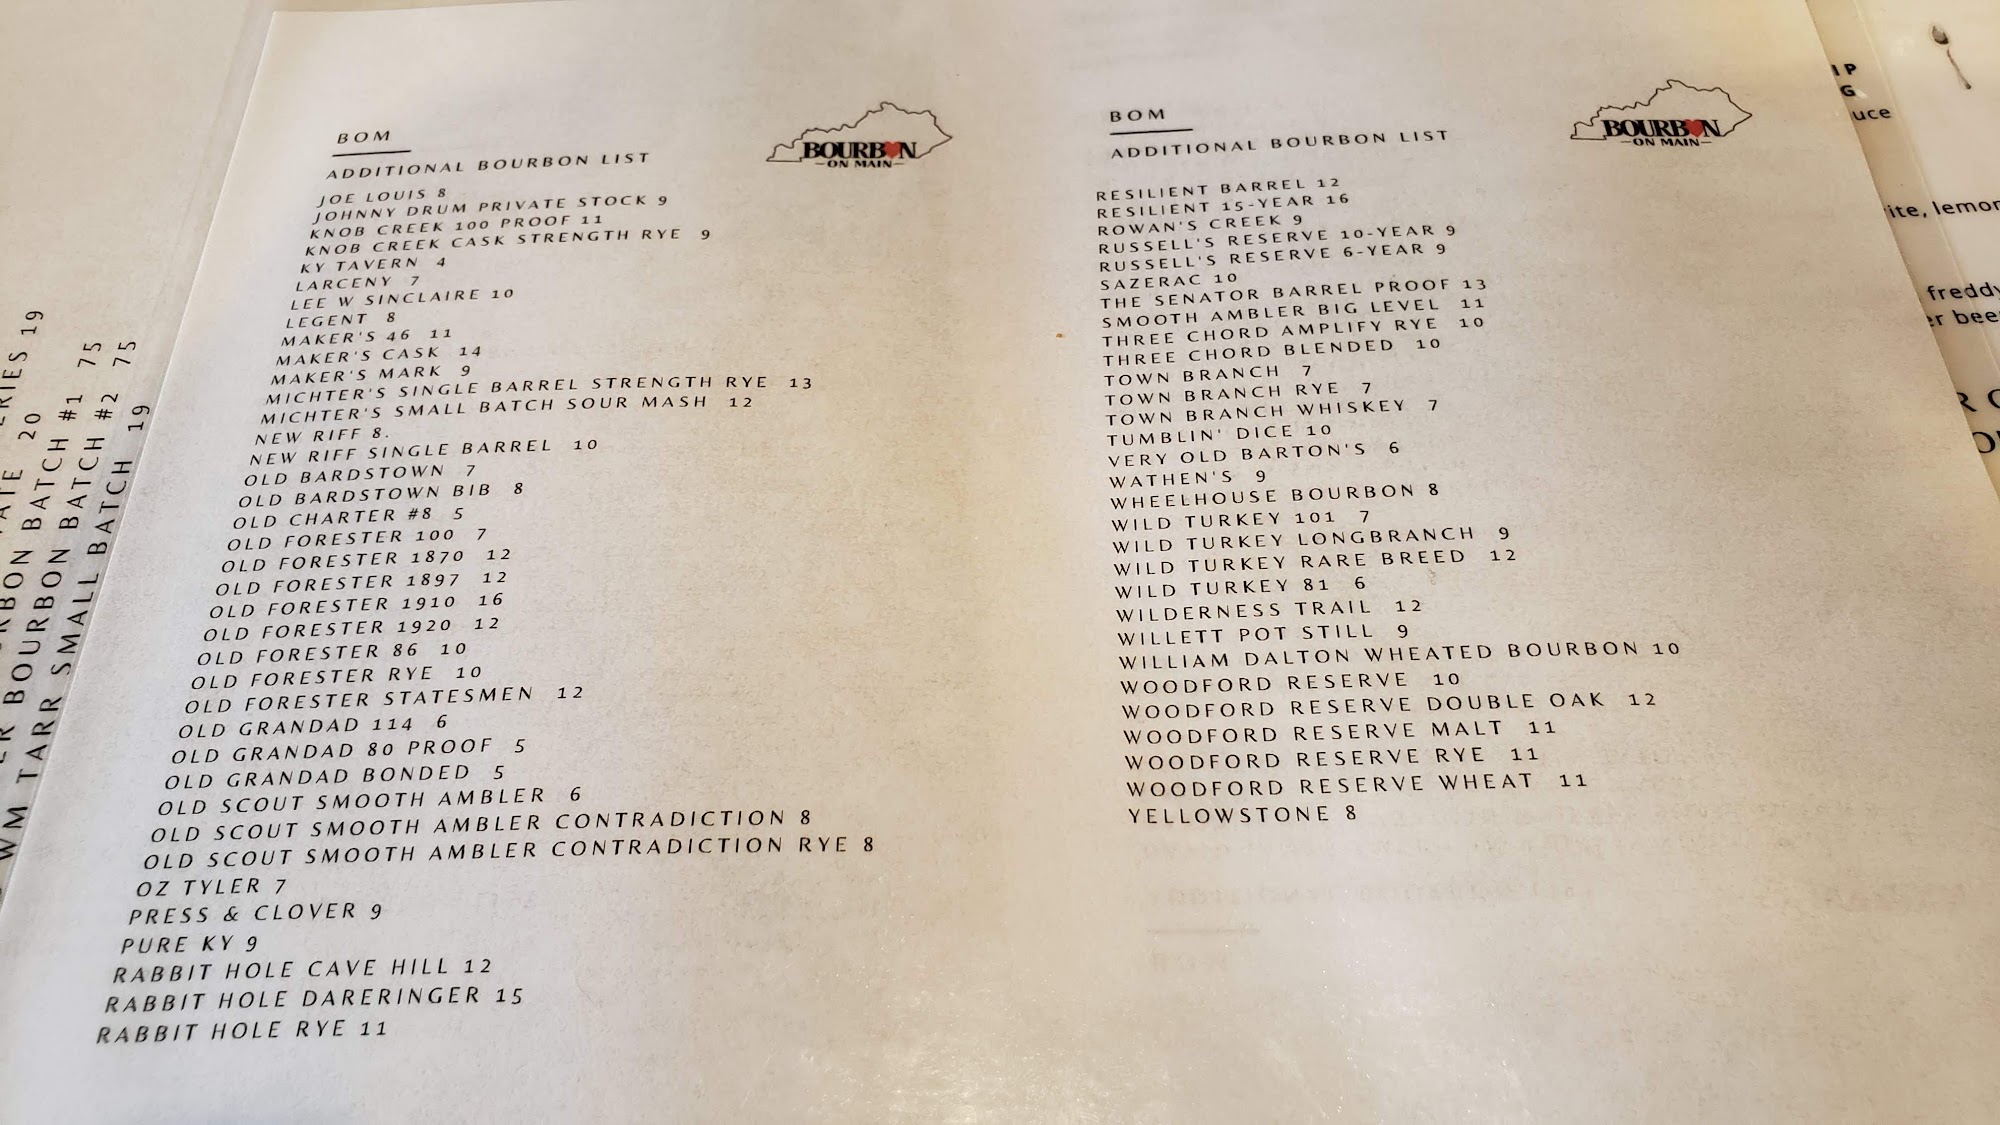 BOM
ADDITIONAL BOURBON LIST
BOURBON
ON MAIN
JOE LOUIS 8
JOHNNY DRUM PRIVATE STOCK 9
KNOB CREEK 100 PROOF 11
KNOB CREEK CASK STRENGTH RYE 9
KY TAVERN 4
LARCENY 7
LEE W SINCLAIRE 10
LEGENT 8
MAKER'S 46 11
MAKER'S CASK 14
MAKER'S MARK 9
MICHTER'S SINGLE BARREL STRENGTH RYE 13
MICHTER'S SMALL BATCH SOUR MASH 12
NEW RIFF 8.
NEW RIFF SINGLE BARREL 10
OLD BARDSTOWN 7
OLD BARDSTOWN BIB 8
OLD CHARTER #8 5
OLD FORESTER 100 7
OLD FORESTER 1870 12
OLD FORESTER 1897 12
OLD FORESTER 1910 16
OLD FORESTER 1920 12
OLD FORESTER 86 10
OLD FORESTER RYE 10
OLD FORESTER STATESMEN 12
OLD GRANDAD 114 6
OLD GRANDAD 80 PROOF 5
OLD GRANDAD BONDED 5
OLD SCOUT SMOOTH AMBLER 6
OLD SCOUT SMOOTH AMBLER CONTRADICTION 8
OLD SCOUT SMOOTH AMBLER CONTRADICTION RYE 8
OZ TYLER 7
PRESS & CLOVER 9
PURE KY 9
RABBIT HOLE CAVE HILL 12
RABBIT HOLE DARERINGER 15
RABBIT HOLE RYE 11
BOM
ADDITIONAL BOURBON LIST
BOURBON
ON MAIN
RESILIENT BARREL 12
RESILIENT 15-YEAR 16
ROWAN'S CREEK 9
RUSSELL'S RESERVE 10-YEAR 9
RUSSELL'S RESERVE 6-YEAR 9
SAZERAC 10
THE SENATOR BARREL PROOF 13
SMOOTH AMBLER BIG LEVEL 11
THREE CHORD AMPLIFY RYE 10
THREE CHORD BLENDED 10
TOWN BRANCH 7
TOWN BRANCH RYE 7
TOWN BRANCH WHISKEY 7
TUMBLIN' DICE 10
VERY OLD BARTON'S 6
WATHEN'S 9
WHEELHOUSE BOURBON 8
WILD TURKEY 101 7
WILD TURKEY LONGBRANCH 9
WILD TURKEY RARE BREED 12
WILD TURKEY 81 6
WILDERNESS TRAIL 12
WILLETT POT STILL 9
WILLIAM DALTON WHEATED BOURBON 10
WOODFORD RESERVE 10
WOODFORD RESERVE DOUBLE OAK 12
WOODFORD RESERVE MALT 11
WOODFORD RESERVE RYE 11
WOODFORD RESERVE WHEAT 11
YELLOWSTONE 8
19
20
BOURBON BATCH #1 75
BOURBON BATCH #2 75
WM TARR SMALL BATCH 19
lemon
freddy